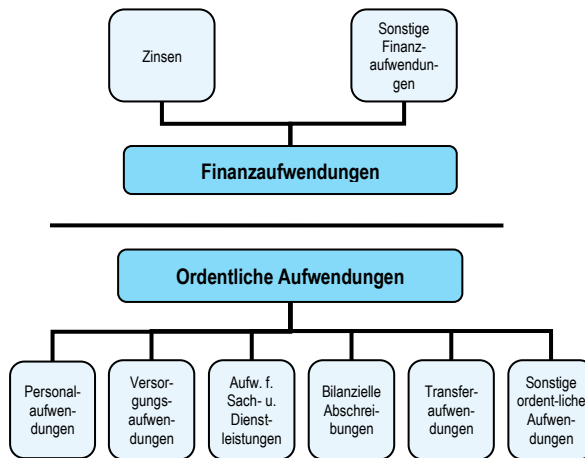 Zinsen
Sonstige
Finanz-
aufwendun-
gen
Finanzaufwendungen
Ordentliche Aufwendungen
Personal-
aufwen-
dungen
Versor-
gungs-
aufwen-
dungen
Aufw. f.
Sach- u.
Dienst-
leistungen
Bilanzielle
Abschrei-
bungen
Transfer-
aufwen-
dungen
Sonstige
ordent-liche
Aufwen-
dungen